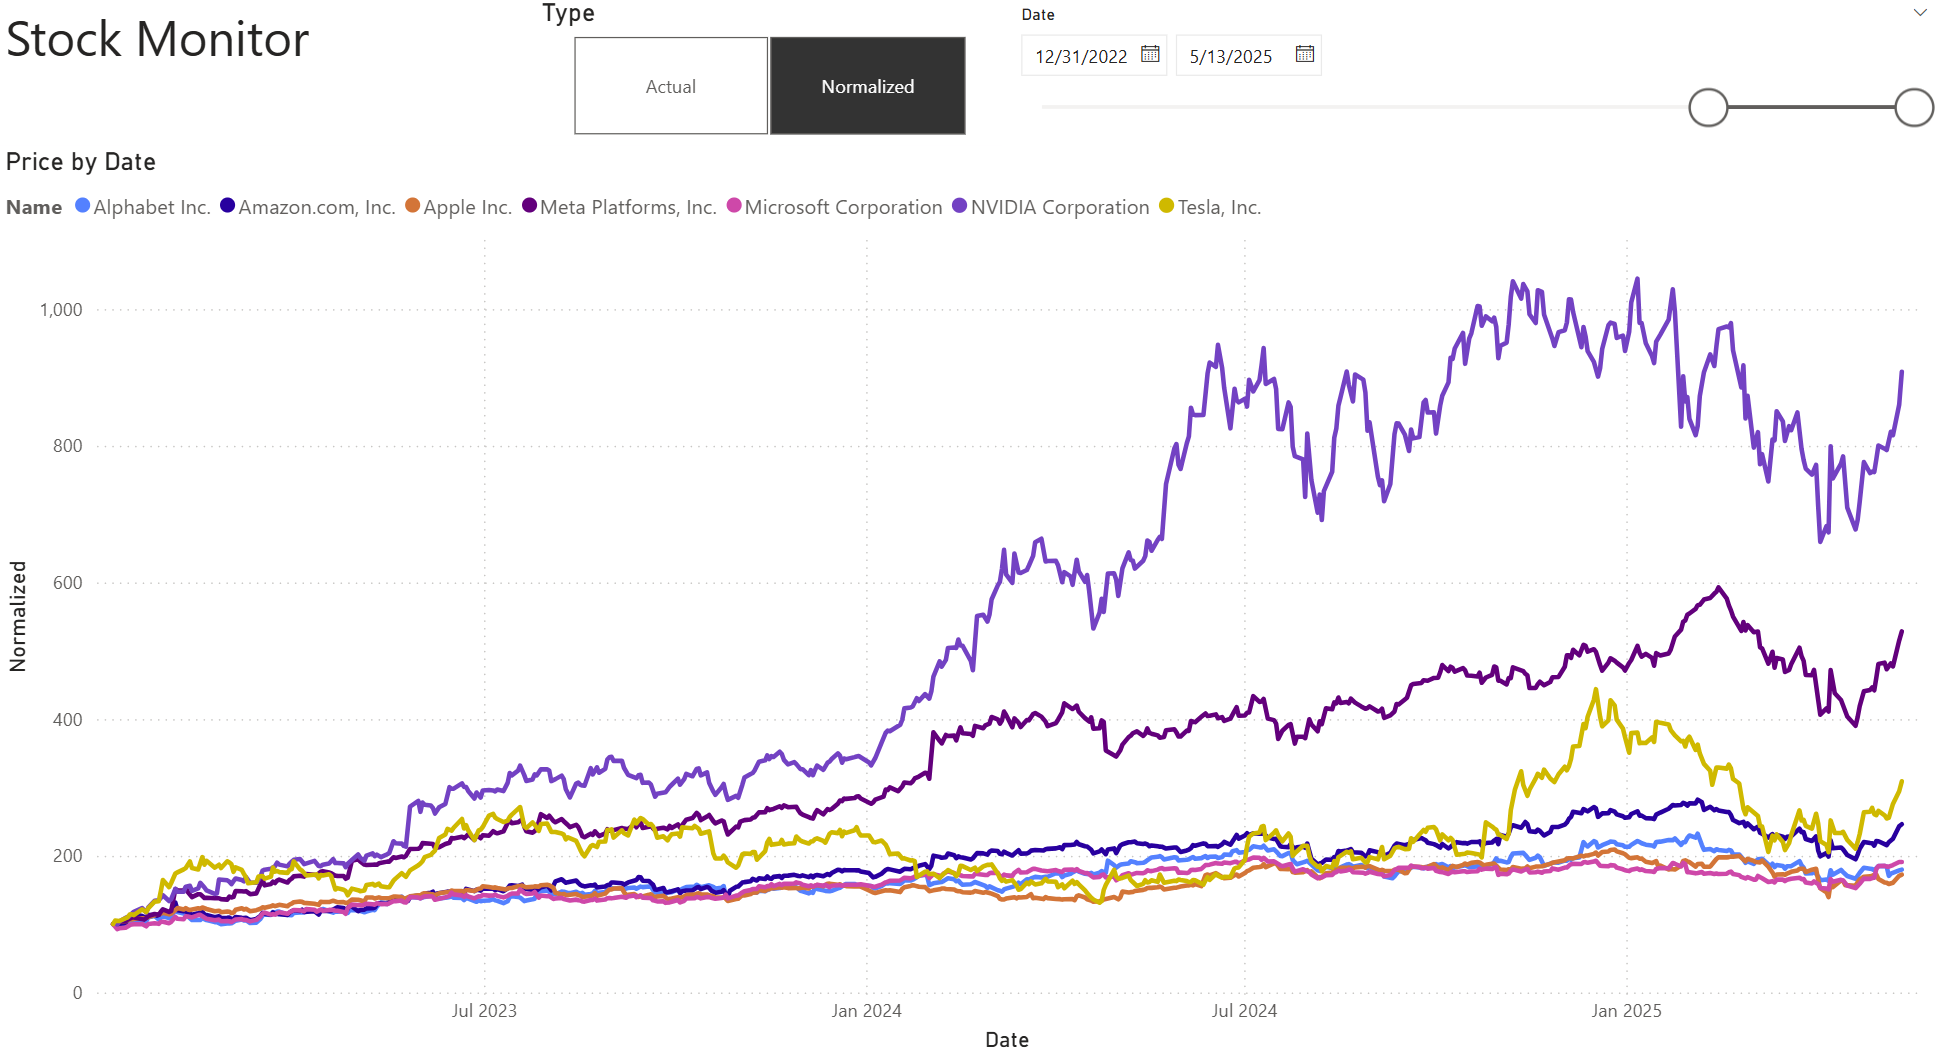 Stock Monitor
Type
Actual
Normalized
Date
12/31/2022
5/13/2025
Price by Date
Name Alphabet Inc. Amazon.com, Inc. Apple Inc. Meta Platforms, Inc. Microsoft Corporation NVIDIA Corporation Tesla, Inc.
1,000
800
600
400
200
0
Normalized
Jul 2023 Jan 2024 Jul 2024 Jan 2025
Date